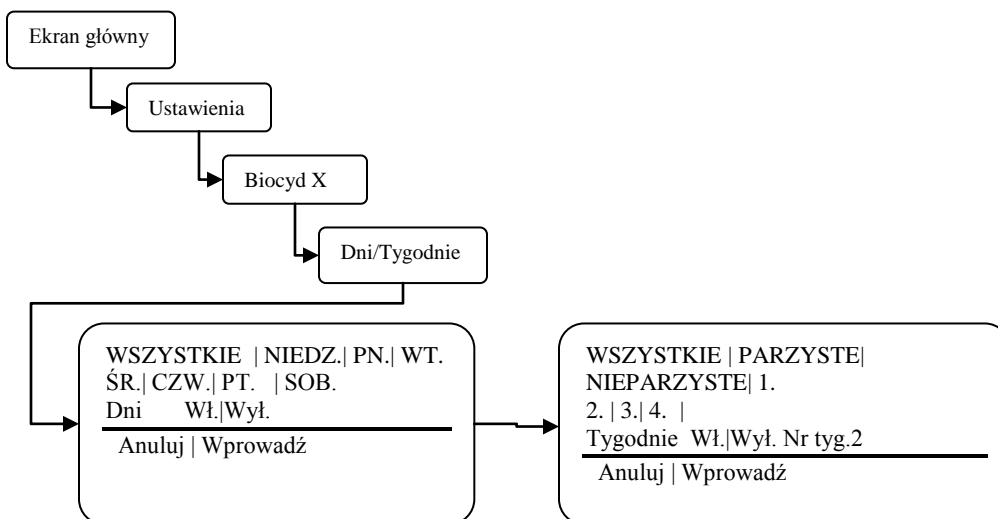 Ekran główny
Ustawienia
Biocyd X
Dni/Tygodnie
WSZYSTKIE | NIEDZ.| PN.| WT.
ŚR.| CZW.| PT. | SOB.
Dni Wł.|Wył.
Anuluj | Wprowadź
WSZYSTKIE | PARZYSTE|
NIEPARZYSTE| 1.
2. | 3.| 4. |
Tygodnie Wł.|Wył. Nr tyg.2
Anuluj | Wprowadź